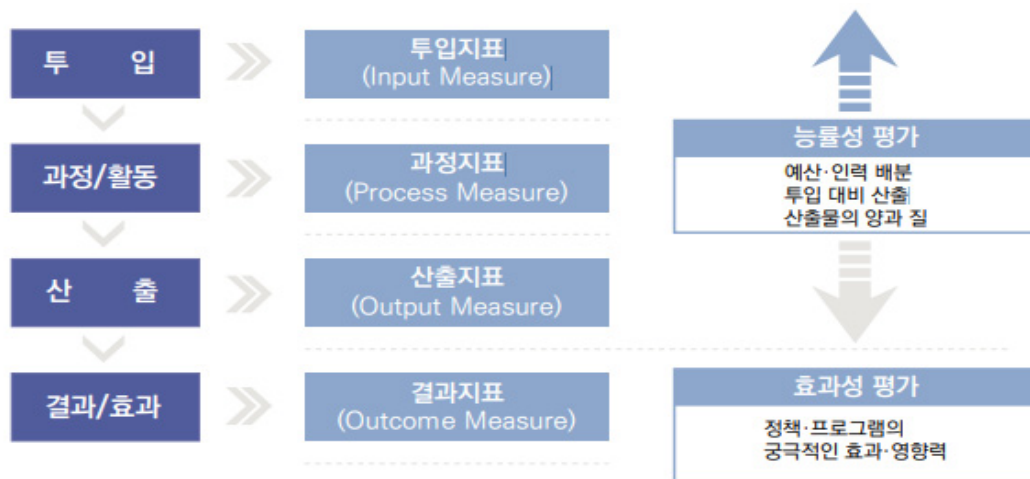 투 입
투입지표
(Input Measure)
과정/활동
과정지표
(Process Measure)
산 출
산출지표
(Output Measure)
결과/효과
결과지표
(Outcome Measure)
능률성 평가
예산·인력 배분
투입 대비 산출
산출물의 양과 질
효과성 평가
정책·프로그램의
궁극적인 효과·영향력